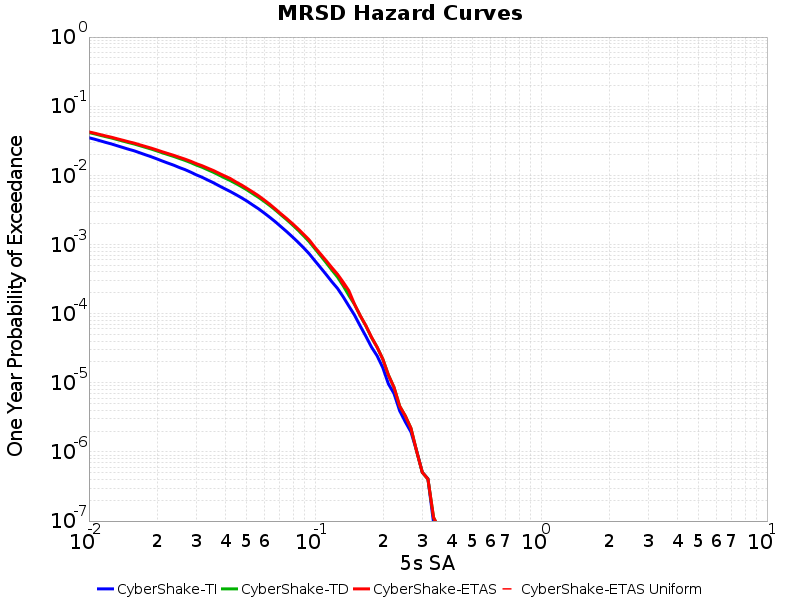 MRSD Hazard Curves
One Year Probability of Exceedance
10^0
10^-1
10^-2
10^-3
10^-4
10^-5
10^-6
10^-7
10^-2 2 3 4 5 6 10^-1 2 3 4 5 6 7 10^0 2 3 4 5 6 7 10^1
5s SA
CyberShake-TI CyberShake-TD CyberShake-ETAS CyberShake-ETAS Uniform